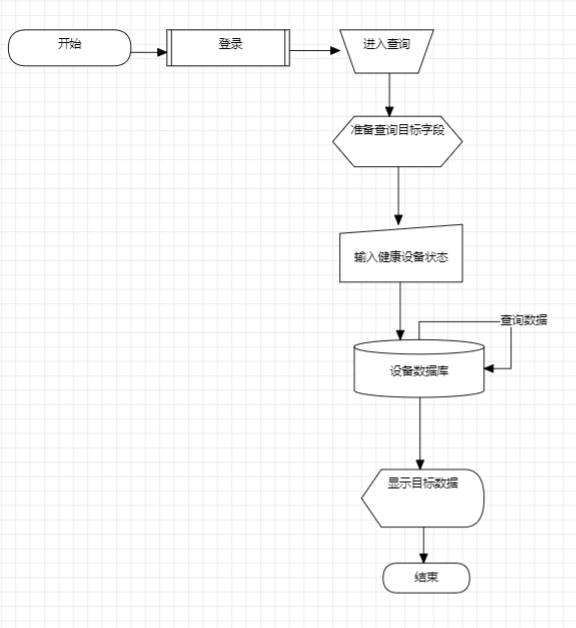 开始
登录
进入查询
准备查询目标字段
输入健康设备状态
查询数据
设备数据库
显示目标数据
结束